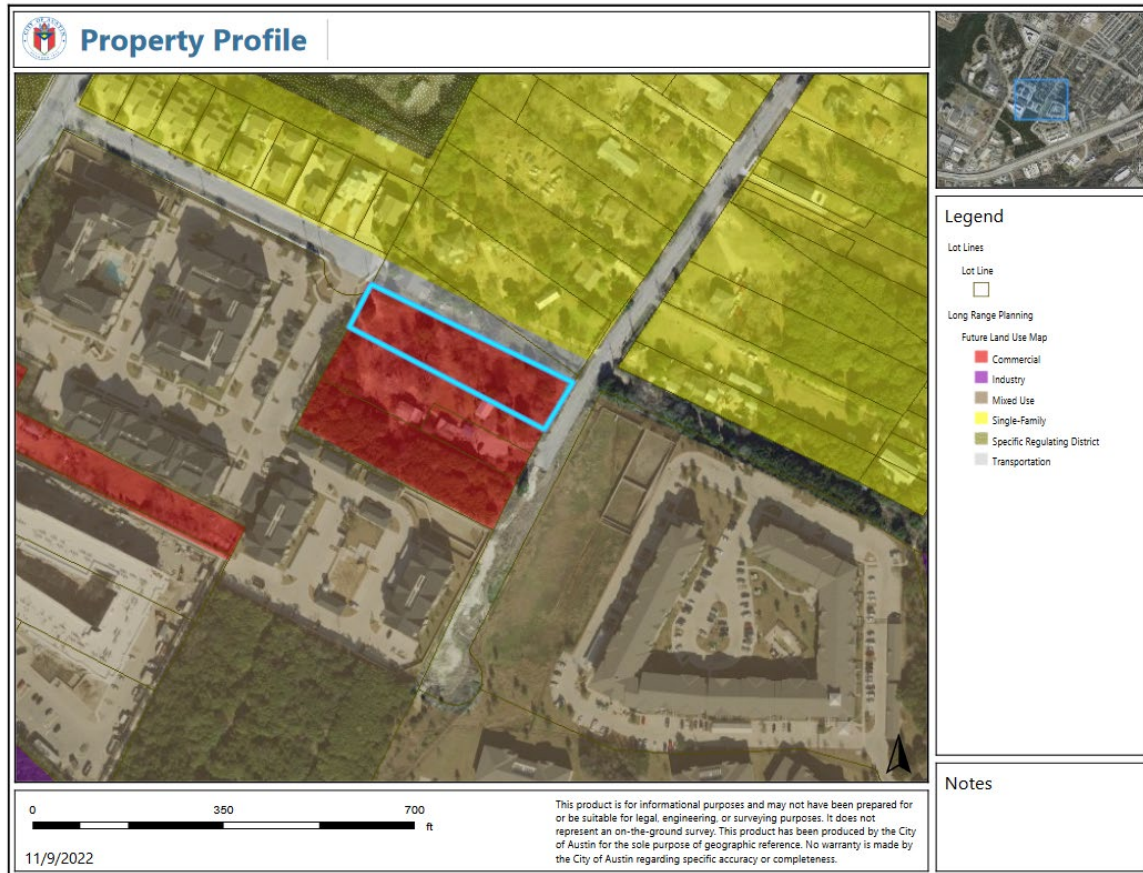 Property Profile
Legend
Lot Lines
Lot Line
Long Range Planning
Future Land Use Map
Commercial
Industry
Mixed Use
Single-Family
Specific Regulating District
Transportation
Notes
0 350 700
ft
11/9/2022
This product is for informational purposes and may not have been prepared for
or be suitable for legal, engineering, or surveying purposes. It does not
represent an on-the-ground survey. This product has been produced by the City
of Austin for the sole purpose of geographic reference. No warranty is made by
the City of Austin regarding specific accuracy or completeness.